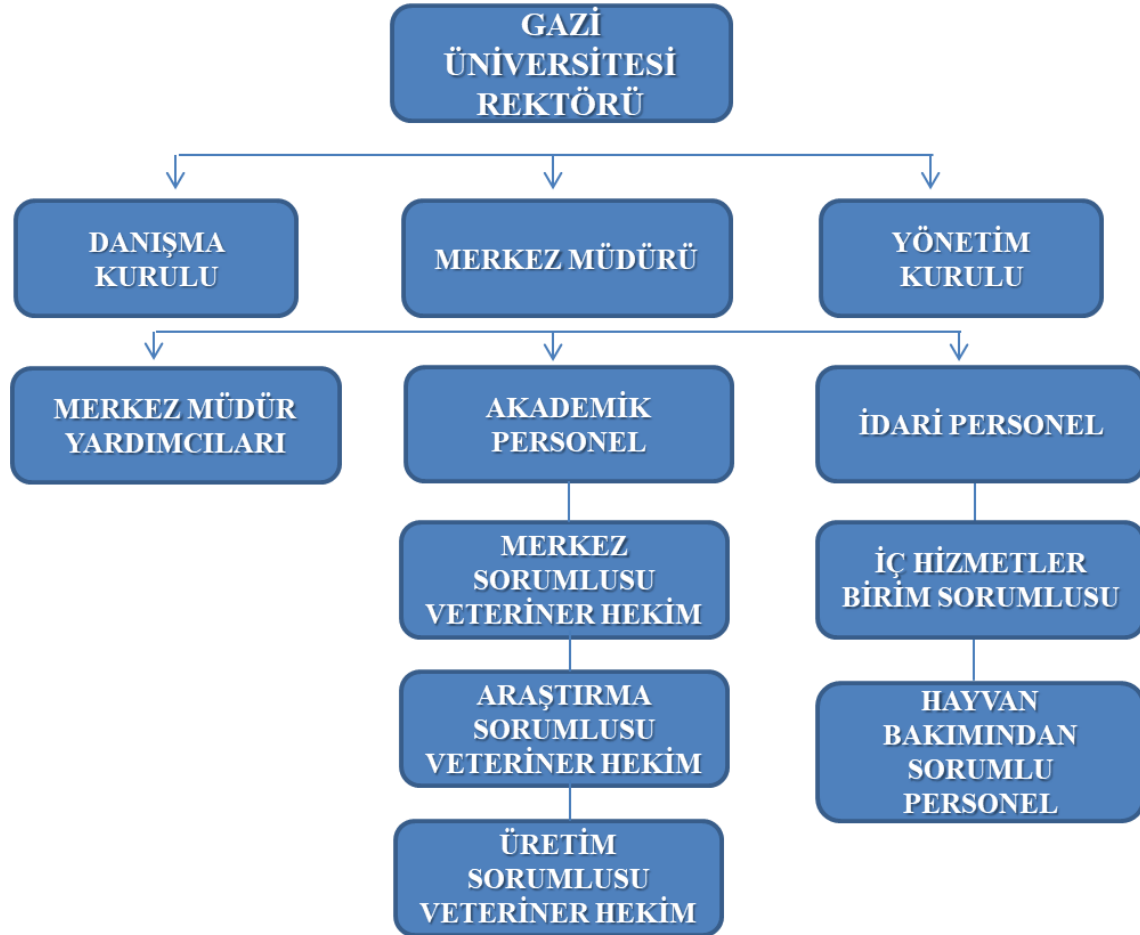 GAZİ
ÜNİVERSİTESİ
REKTÖRÜ
DANIŞMA
KURULU
MERKEZ MÜDÜRÜ
YÖNETİM
KURULU
MERKEZ MÜDÜR
YARDIMCILARI
AKADEMİK
PERSONEL
İDARİ PERSONEL
MERKEZ
SORUMLUSU
VETERİNER HEKİM
İÇ HİZMETLER
BİRİM SORUMLUSU
ARAŞTIRMA
SORUMLUSU
VETERİNER HEKİM
HAYVAN
BAKIMINDAN
SORUMLU
PERSONEL
ÜRETİM
SORUMLUSU
VETERİNER HEKİM